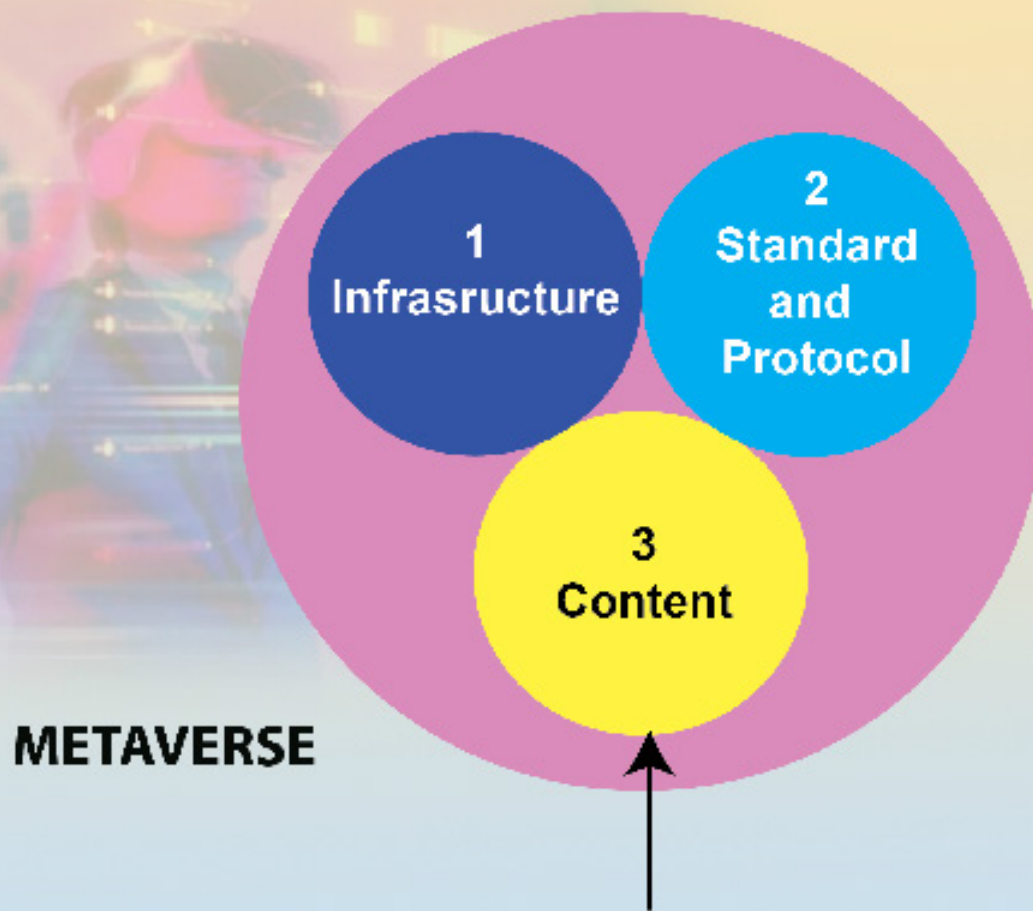 1
Infrasructure
2
Standard
and
Protocol
3
Content
METAVERSE